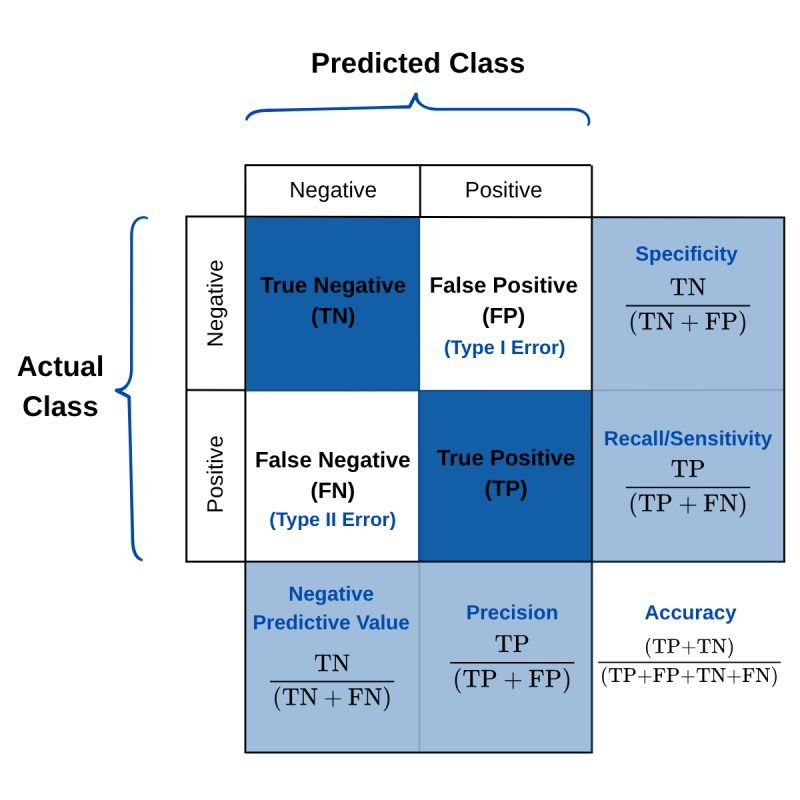 Predicted Class
Negative
Positive
Actual
Class
Negative
True Negative
(TN)
False Positive
(FP)
(Type I Error)
Specificity
TN
(TN + FP)
Positive
False Negative
(FN)
(Type II Error)
True Positive
(TP)
Recall/Sensitivity
TP
(TP + FN)
Negative
Predictive Value
TN
(TN + FN)
Precision
TP
(TP + FP)
Accuracy
(TP+TN)
(TP+FP+TN+FN)